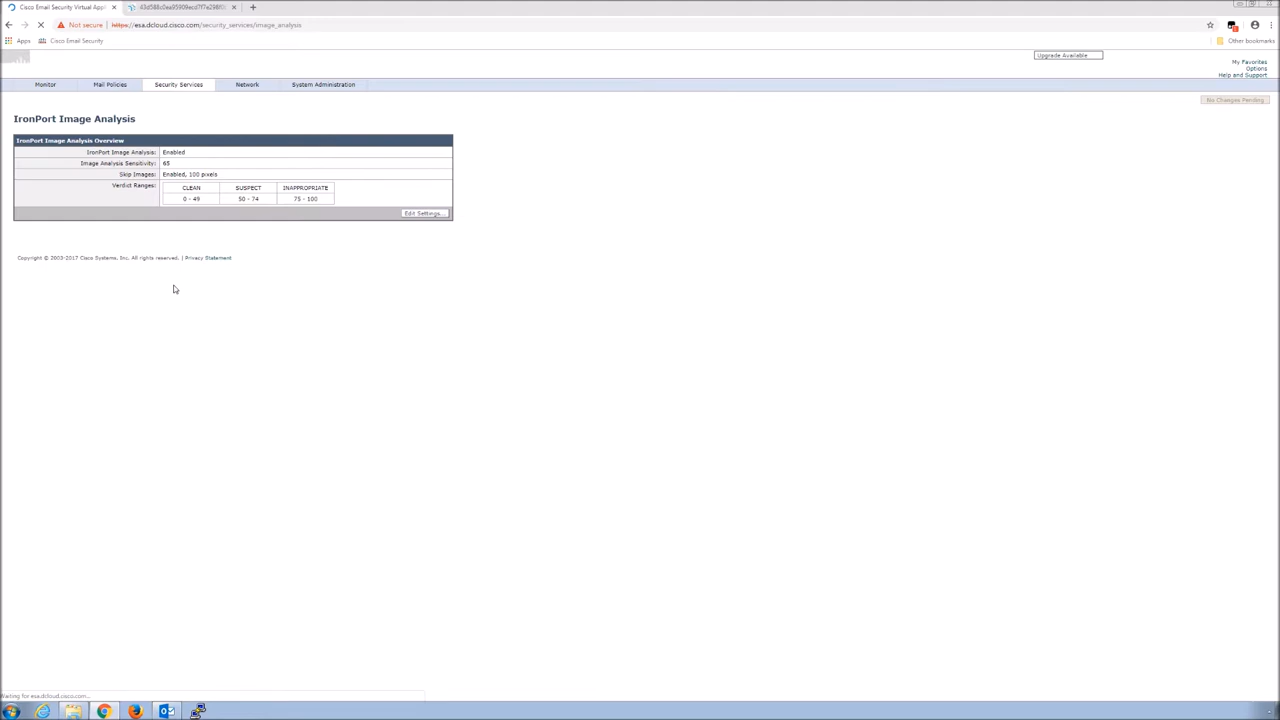 Cisco Email Security Virtual Appl
Not secure | https://esa.dcloud.cisco.com/security_services/image_analysis
Apps Cisco Email Security Other bookmarks
Upgrade Available
My Favorites
Options
Help and Support
Monitor Mail Policies Security Services Network System Administration
No Changes Pending
IronPort Image Analysis
IronPort Image Analysis Overview
IronPort Image Analysis: Enabled
Image Analysis Sensitivity: 65
Skip Images: Enabled, 100 pixels
Verdict Ranges: CLEAN SUSPECT INAPPROPRIATE
0 - 49 50 - 74 75 - 100
Edit Settings...
Copyright © 2003-2017 Cisco Systems, Inc. All rights reserved. | Privacy Statement
Waiting for esa.dcloud.cisco.com...